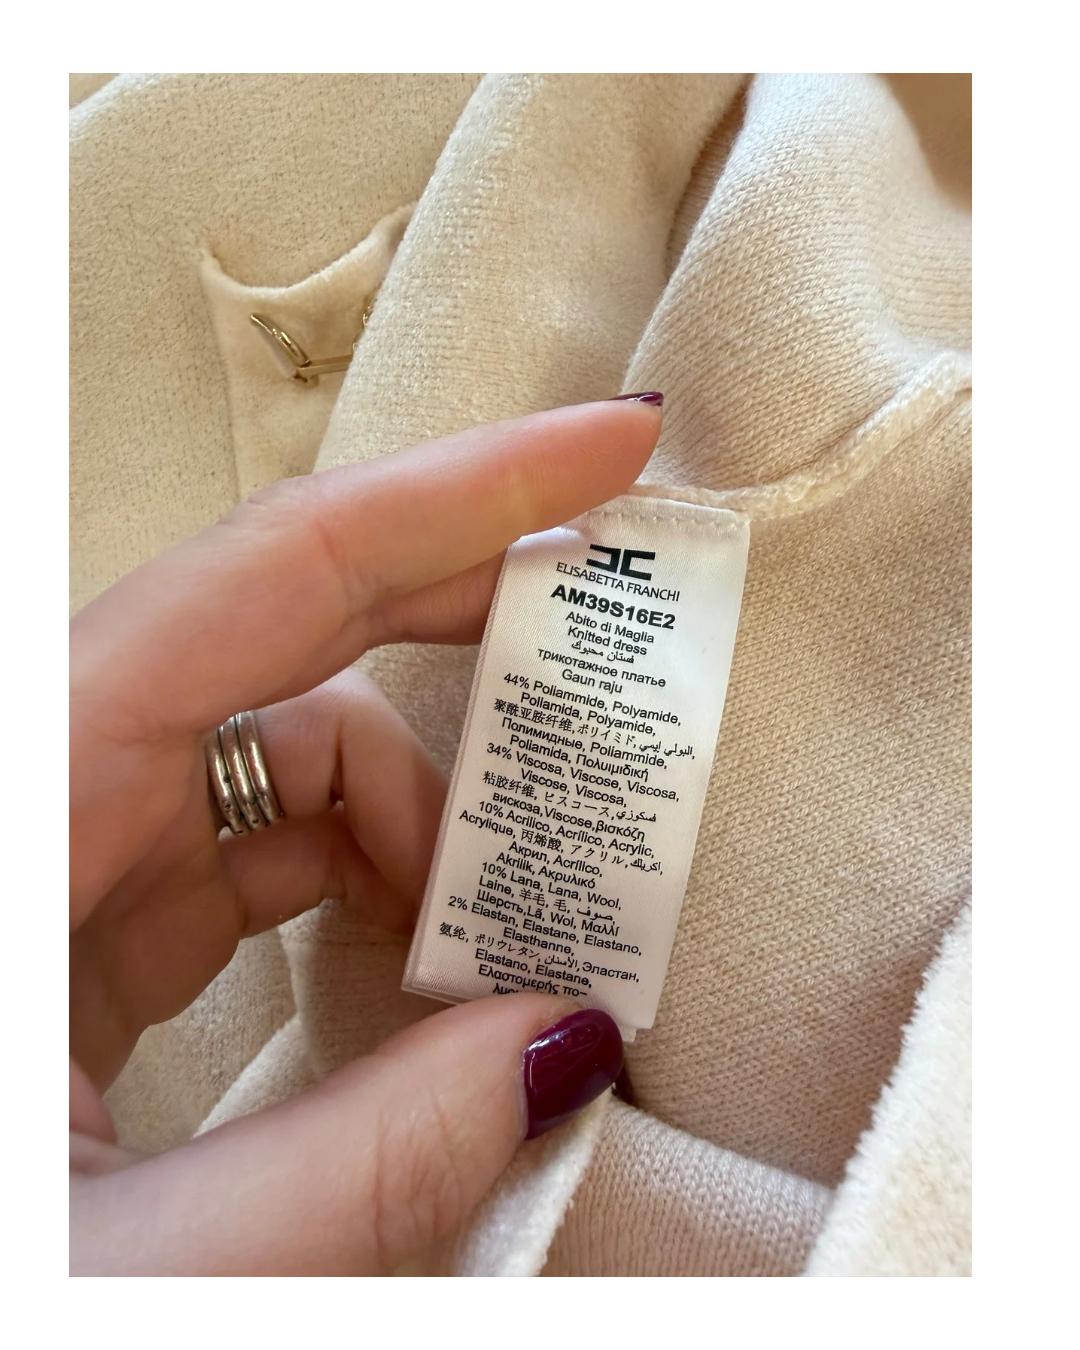 ELISABETTA FRANCHI
AM39S16E2
Abito di Maglia
Knitted dress
فستان محبوك
трикотажное платье
Gaun raju
44% Poliammide, Polyamide,
Poliamida, Polyamide,
聚酰亚胺纤维, ポリイミド, البولي إيمي,
Полимидные, Poliammide,
Poliamida, Πολυιμιδική
34% Viscosa, Viscose, Viscosa,
Viscose, Viscosa,
粘胶纤维, ビスコース, فسكوزي,
вискоза,Viscose,βισκόζη
10% Acrilico, Acrílico, Acrylic,
Acrylique, 丙烯酸, アクリル, اكريلك,
Акрил, Acrílico,
Akrilik, Ακρυλικό
10% Lana, Lana, Wool,
Laine, 羊毛, 毛, صوف,
Шерсть,Lã, Wol, Μαλλί
2% Elastan, Elastane, Elastano,
Elasthanne,
氨纶, ポリウレタン, الأمينان, Эластан,
Elastano, Elastane,
Ελαστομερής πο-